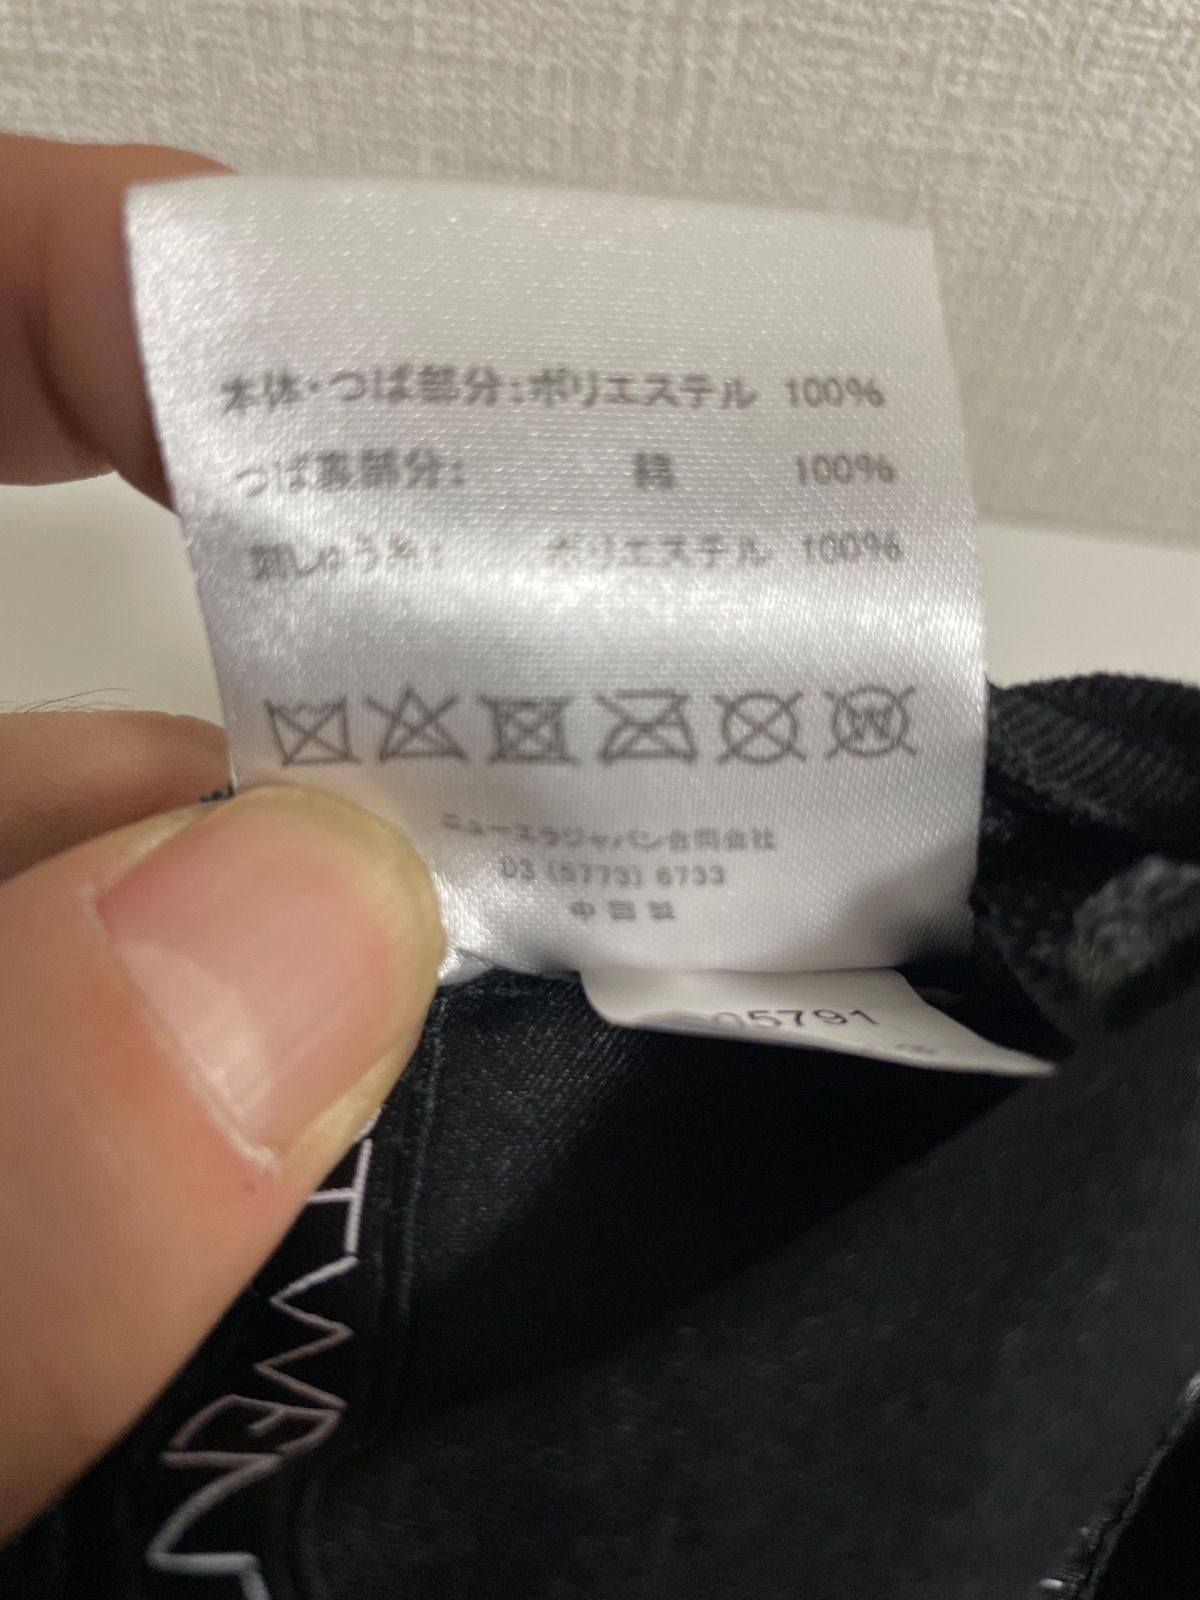 本体・つば部分:ポリエステル 100%
つば裏部分: 綿 100%
刺しゅう糸: ポリエステル 100%
W
ニューエラジャパン合同会社
03 (5773) 6733
中国製
05791
TWEN